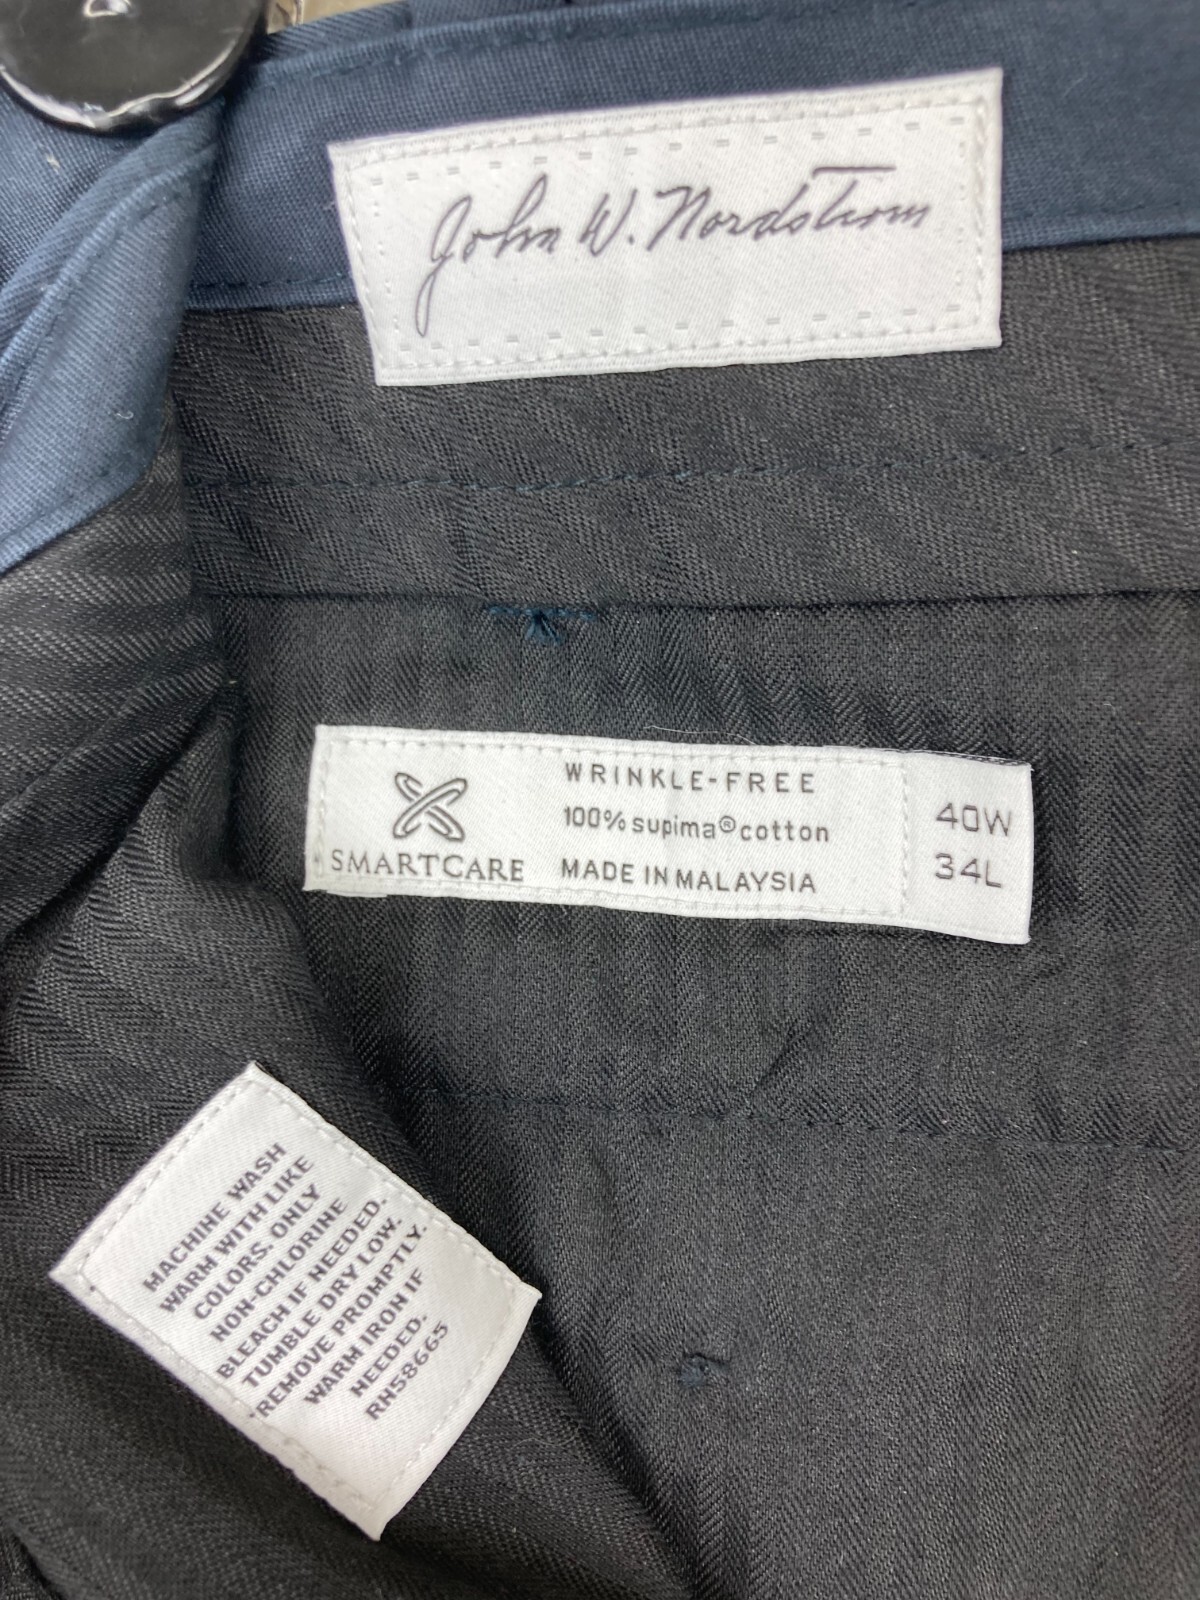 John W. Nordstrom
WRINKLE-FREE
100% supima® cotton
SMARTCARE
MADE IN MALAYSIA
40W
34L
MACHINE WASH
WARM WITH LIKE
COLORS. ONLY
NON-CHLORINE
BLEACH IF NEEDED.
TUMBLE DRY LOW.
REMOVE PROMPTLY.
WARM IRON IF
NEEDED.
RN58665